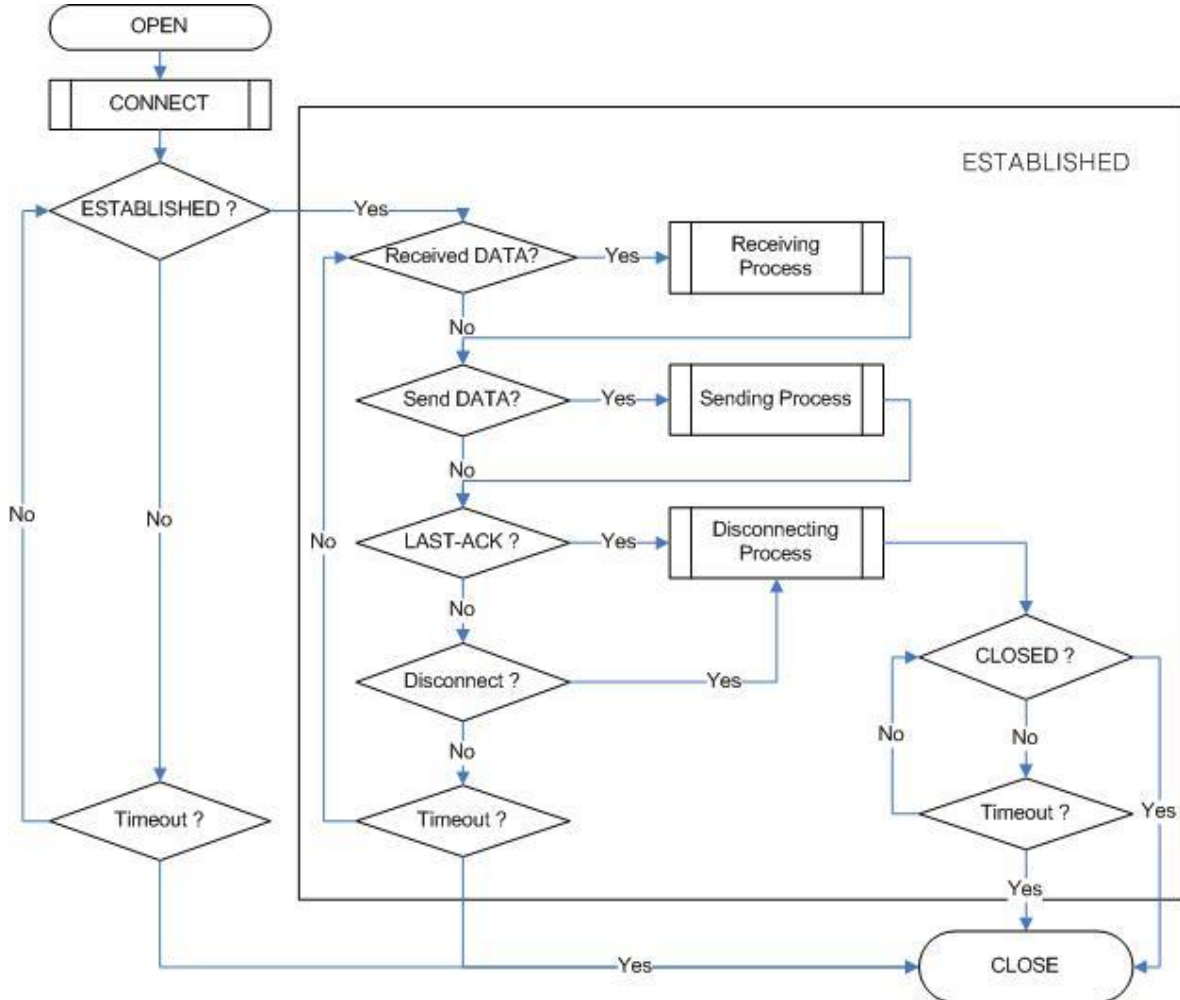 OPEN
CONNECT
ESTABLISHED
ESTABLISHED ?
Yes
Received DATA?
Yes
Receiving
Process
No
Send DATA?
Yes
Sending Process
No
No
No
No
LAST-ACK ?
Yes
Disconnecting
Process
No
CLOSED ?
Disconnect ?
Yes
No
No
No
Timeout ?
Timeout ?
Timeout ?
Yes
Yes
Yes
CLOSE